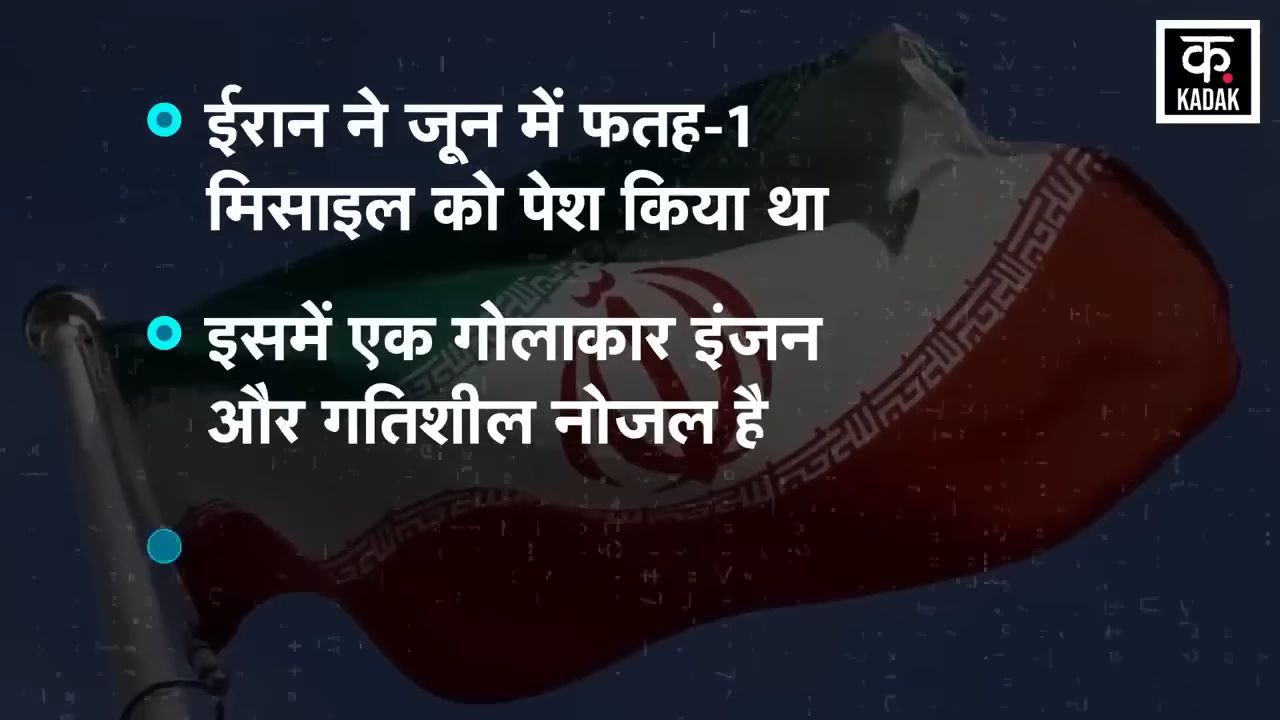 क
KADAK
ईरान ने जून में फतह-1
मिसाइल को पेश किया था
इसमें एक गोलाकार इंजन
और गतिशील नोजल है